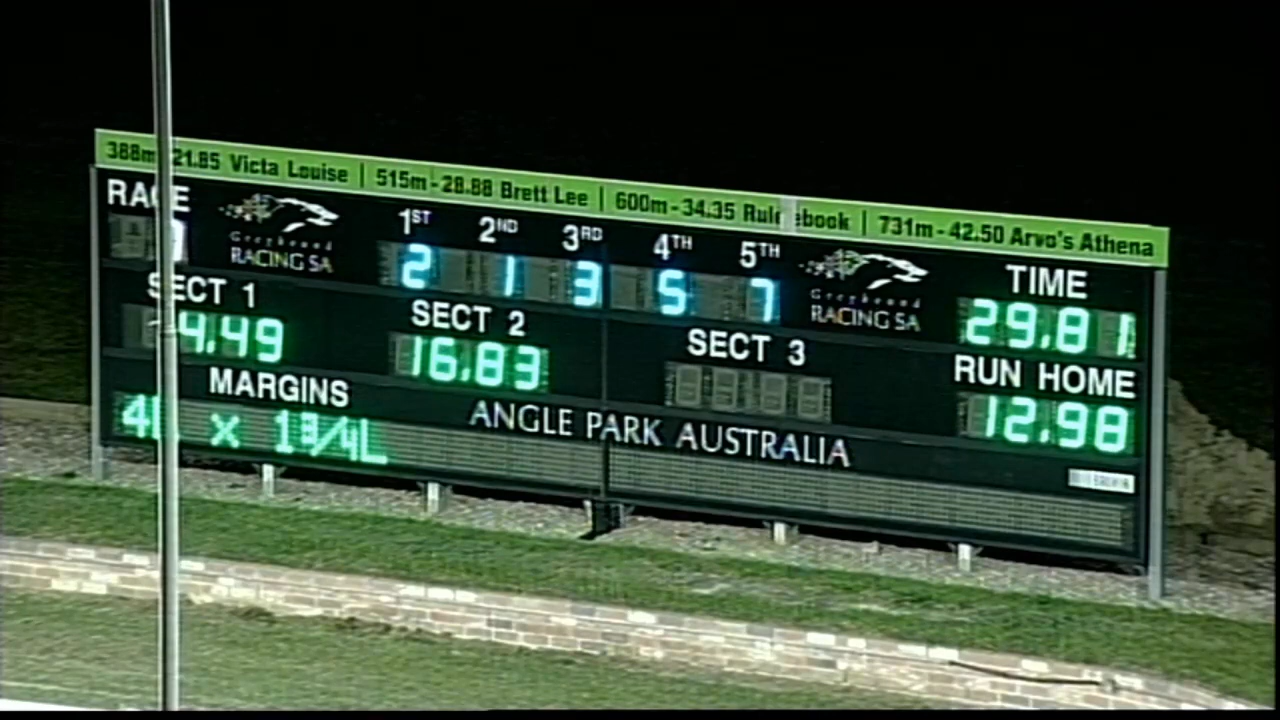 388m 21.85 Victa Louise | 515m - 28.88 Brett Lee | 600m - 34.35 Rule ebook | 731m - 42.50 Arvo's Athena
RACE
Greyhound
RACING SA
1ST 2ND 3RD 4TH 5TH
2 1 3 5 7
Greyhound
RACING SA
TIME
29.81
SECT 1
4.49
SECT 2
16.83
SECT 3
RUN HOME
12.98
MARGINS
4L x 1 3/4L
ANGLE PARK AUSTRALIA